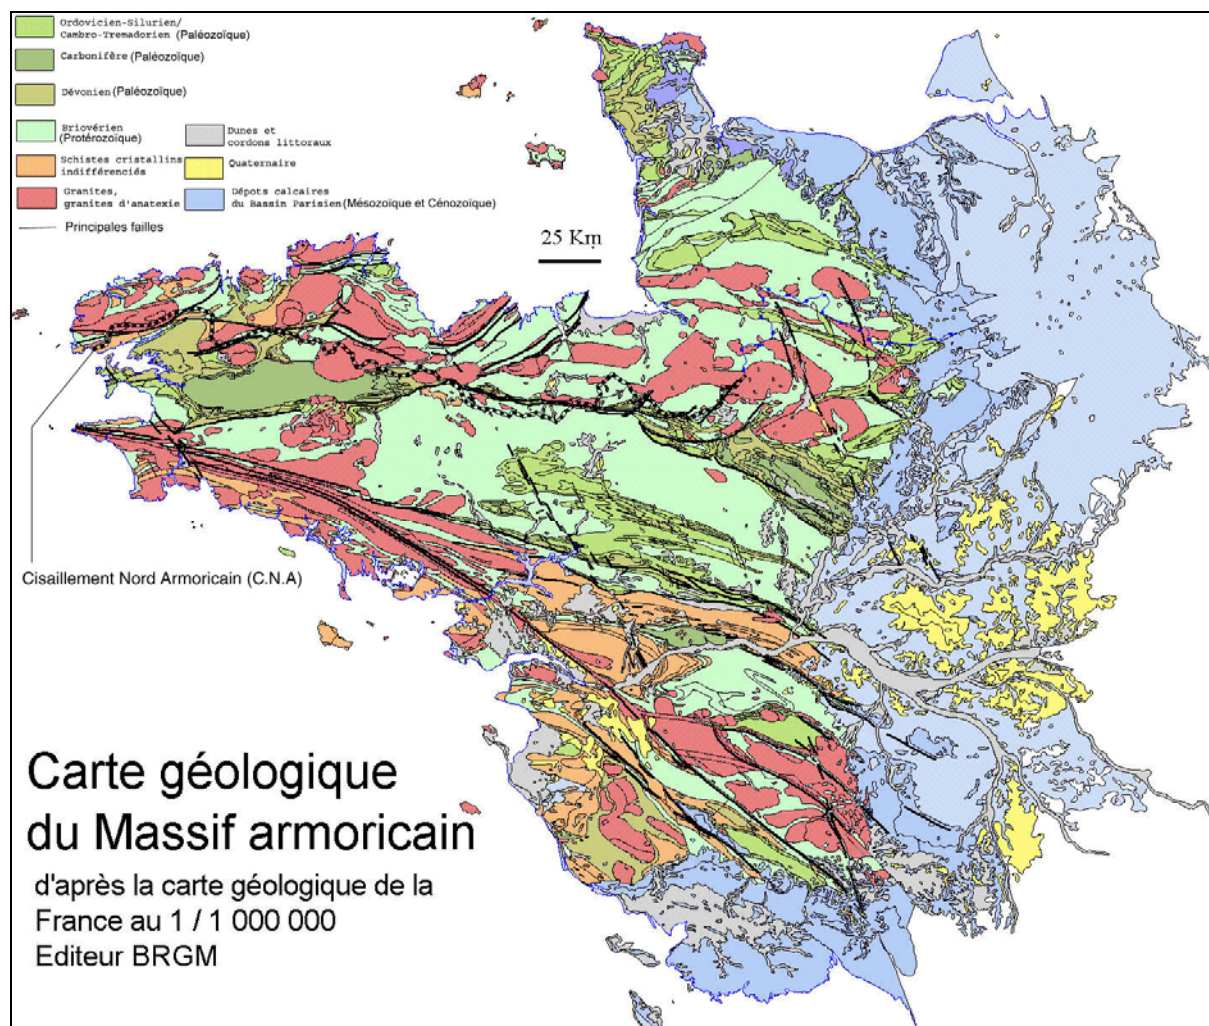 Ordovicien-Silurien/
Cambro-Tremadorien (Paléozoïque)
Carbonifère (Paléozoïque)
Dévonien (Paléozoïque)
Briovérien
(Protérozoïque)
Schistes cristallins
indifférenciés
Granites,
granites d'anatexie
Principales failles
Dunes et
cordons littoraux
Quaternaire
Dépots calcaires
du Bassin Parisien (Mésozoïque et Cénozoïque)
25 Km
Cisaillement Nord Armoricain (C.N.A)
Carte géologique
du Massif armoricain
d'après la carte géologique de la
France au 1 / 1 000 000
Editeur BRGM